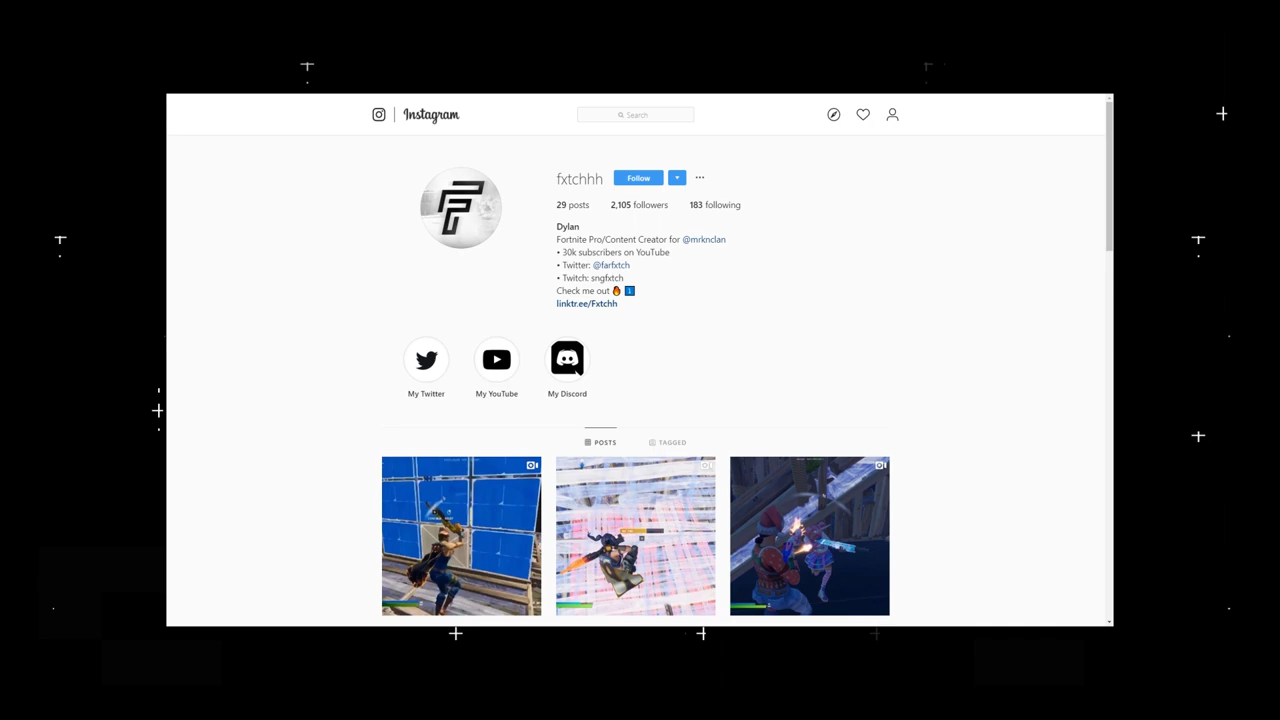 Instagram
Search
fxtchhh Follow
29 posts 2,105 followers 183 following
Dylan
Fortnite Pro/Content Creator for @mrknclan
• 30k subscribers on YouTube
• Twitter: @farfxtch
• Twitch: sngfxtch
Check me out 🔥
linktr.ee/Fxtchh
My Twitter My YouTube My Discord
POSTS TAGGED